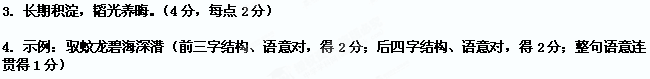 3．长期积淀，韬光养晦。（4 分，每点 2 分）
4．示例：驭蛟龙碧海深潜（前三字结构、语意对，得 2 分；后四字结构、语意对，得 2 分；整句语意连
贯得 1 分）